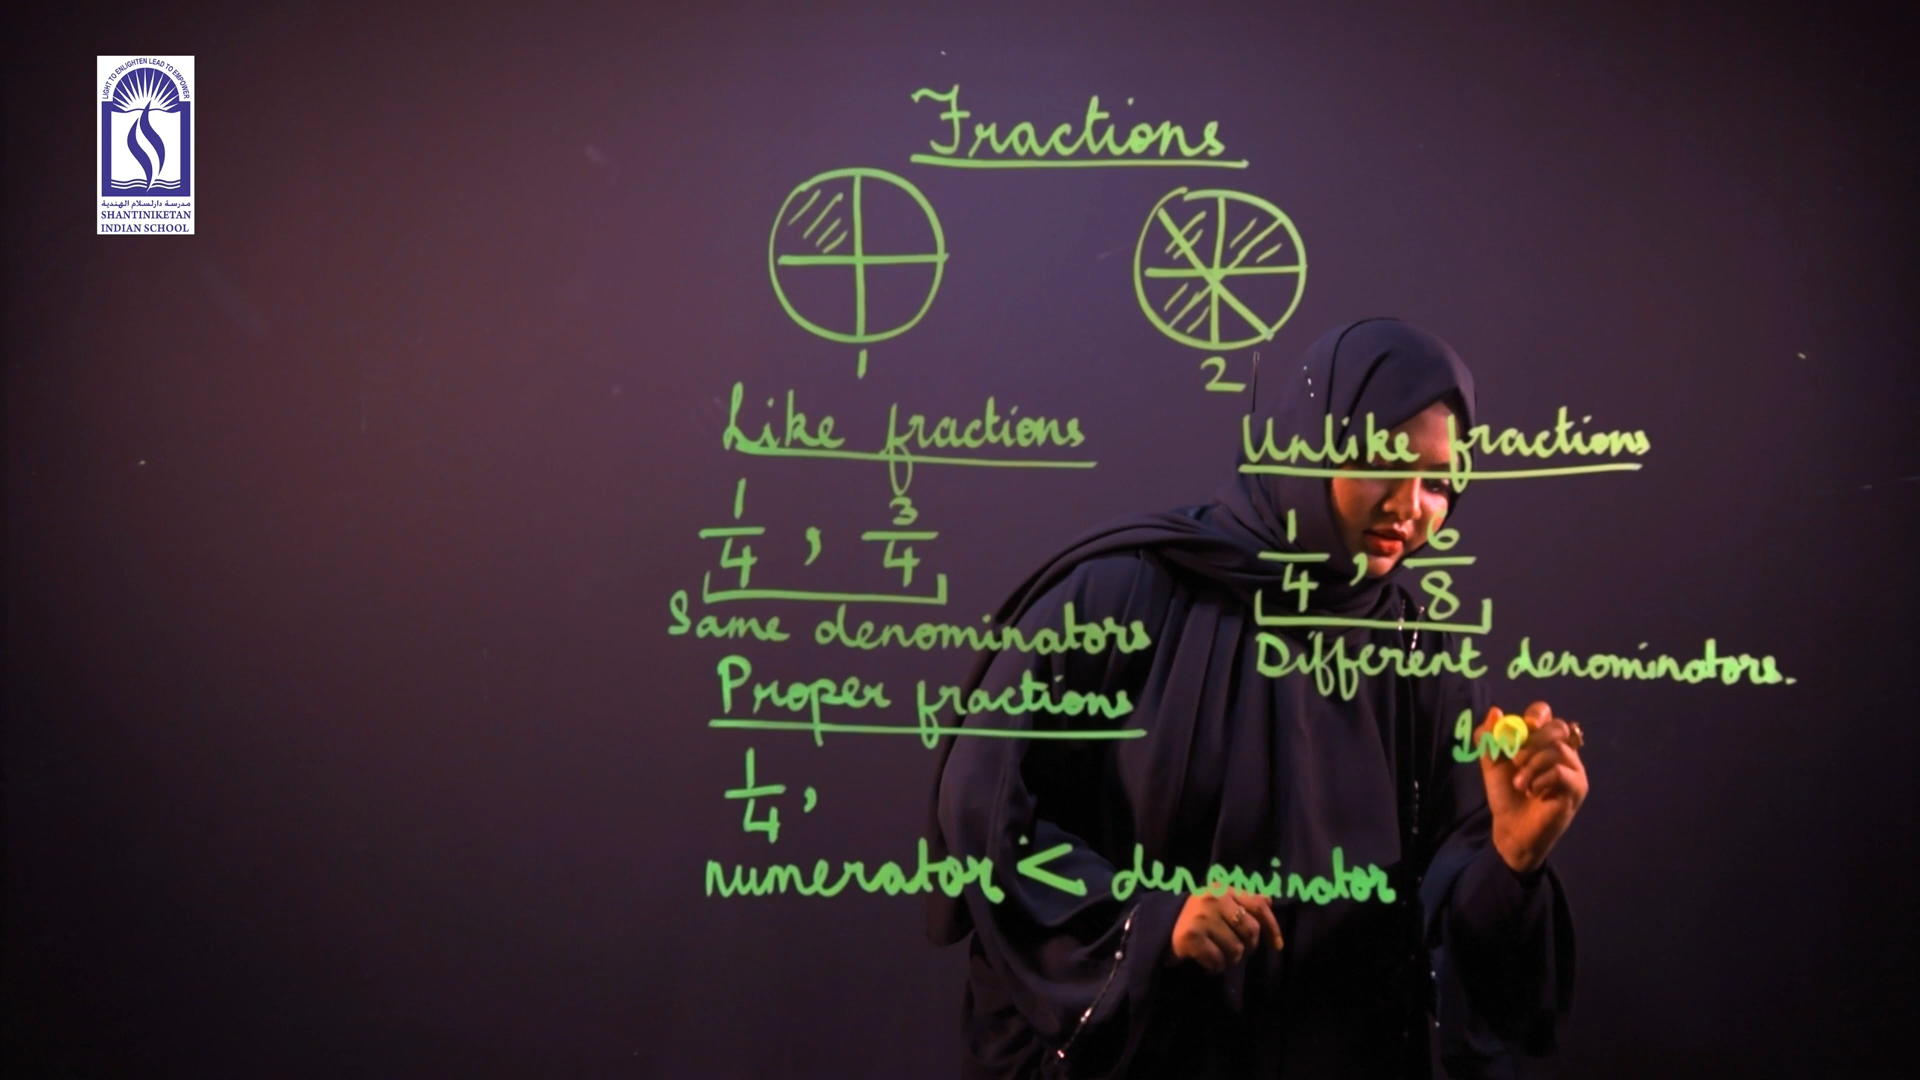 LIGHT TO ENLIGHTEN LEAD TO EMPOWER
مدرسة دارلسلام الهندية
SHANTINIKETAN
INDIAN SCHOOL
Fractions
1
2
Like fractions
Unlike fractions
1/4 , 3/4
1/4 , 6/8
Same denominators
Different denominators.
Proper fractions
Im
1/4 ,
numerator < denominator